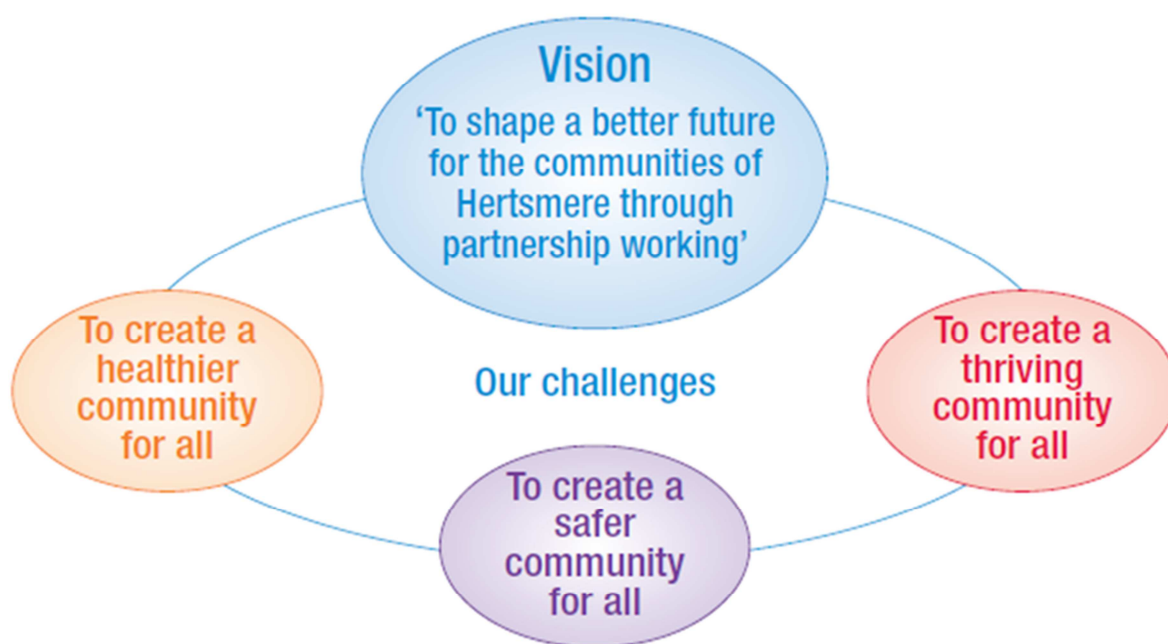 Vision
‘To shape a better future
for the communities of
Hertsmere through
partnership working’
To create a
healthier
community
for all
Our challenges
To create a
thriving
community
for all
To create a
safer
community
for all